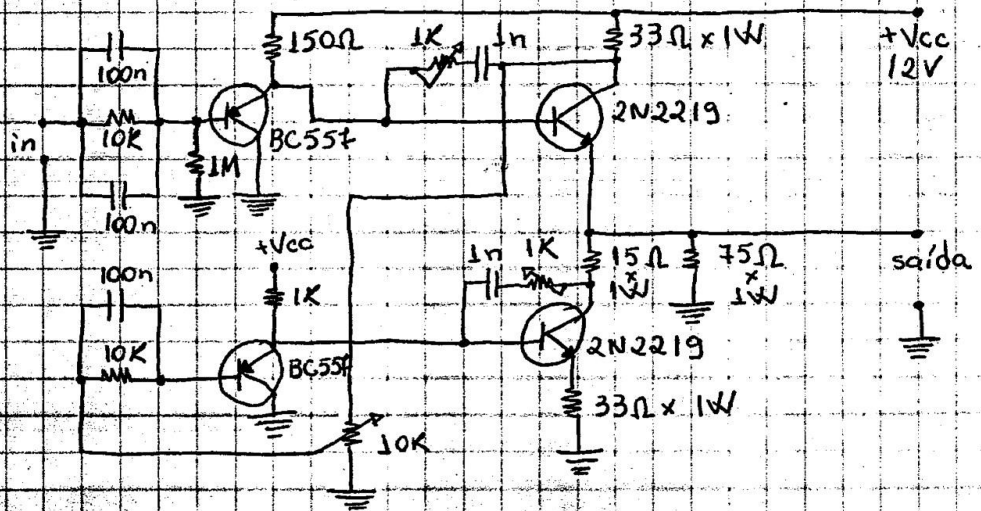 150Ω
1K
1n
33Ω x 1W
+Vcc
12V
100n
10K
in
BC557
2N2219
1M
100n
+Vcc
1K
100n
10K
BC557
1n
1K
15Ω
x
1W
75Ω
x
1W
saída
2N2219
33Ω x 1W
10K